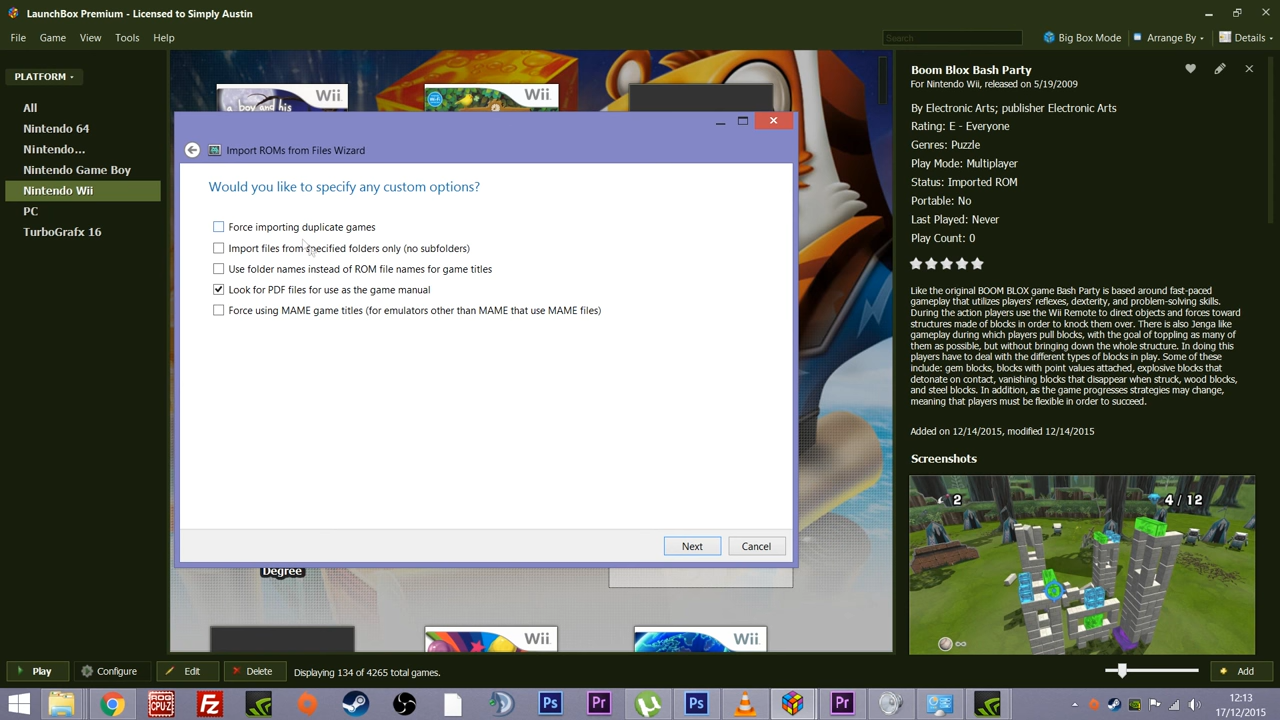 LaunchBox Premium - Licensed to Simply Austin
File Game View Tools Help
Search
Big Box Mode
Arrange By
Details
PLATFORM
All
Nintendo 64
Nintendo...
Nintendo Game Boy
Nintendo Wii
PC
TurboGrafx 16
a boy and his
Wii
Wii
Import ROMs from Files Wizard
Would you like to specify any custom options?
Force importing duplicate games
Import files from specified folders only (no subfolders)
Use folder names instead of ROM file names for game titles
Look for PDF files for use as the game manual
Force using MAME game titles (for emulators other than MAME that use MAME files)
Next
Cancel
Degree
Wii
Wii
Boom Blox Bash Party
For Nintendo Wii, released on 5/19/2009
By Electronic Arts; publisher Electronic Arts
Rating: E - Everyone
Genres: Puzzle
Play Mode: Multiplayer
Status: Imported ROM
Portable: No
Last Played: Never
Play Count: 0
Like the original BOOM BLOX game Bash Party is based around fast-paced
gameplay that utilizes players' reflexes, dexterity, and problem-solving skills.
During the action players use the Wii Remote to direct objects and forces toward
structures made of blocks in order to knock them over. There is also Jenga like
gameplay during which players pull blocks, with the goal of toppling as many of
them as possible, but without bringing down the whole structure. In doing this
players have to deal with the different types of blocks in play. Some of these
include: gem blocks, blocks with point values attached, explosive blocks that
detonate on contact, vanishing blocks that disappear when struck, wood blocks,
and steel blocks. In addition, as the game progresses strategies may change,
meaning that players must be flexible in order to succeed.
Added on 12/14/2015, modified 12/14/2015
Screenshots
2
4 / 12
Play
Configure
Edit
Delete
Displaying 134 of 4265 total games.
Add
ROG
CPU-Z
Fz
Ps
Pr
Ps
Pr
12:13
17/12/2015